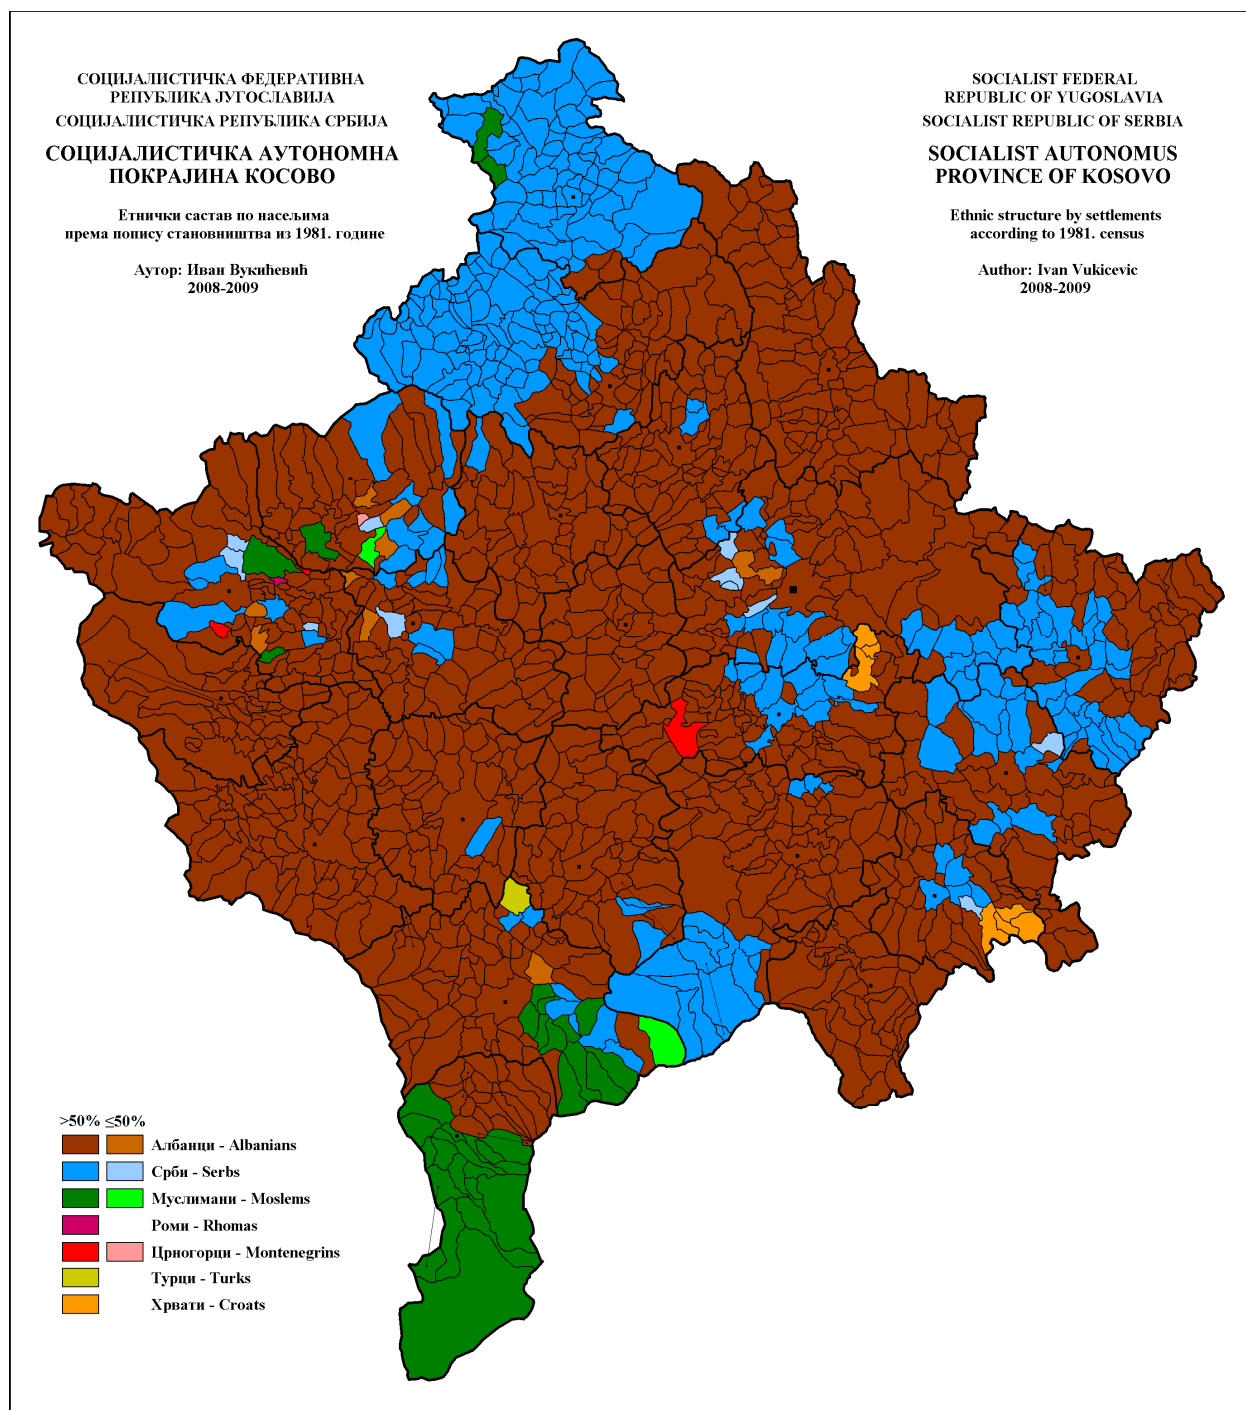 СОЦИЈАЛИСТИЧКА ФЕДЕРАТИВНА
РЕПУБЛИКА ЈУГОСЛАВИЈА
СОЦИЈАЛИСТИЧКА РЕПУБЛИКА СРБИЈА
СОЦИЈАЛИСТИЧКА АУТОНОМНА
ПОКРАЈИНА КОСОВО
Етнички састав по насељима
према попису становништва из 1981. године
Аутор: Иван Вукићевић
2008-2009
SOCIALIST FEDERAL
REPUBLIC OF YUGOSLAVIA
SOCIALIST REPUBLIC OF SERBIA
SOCIALIST AUTONOMUS
PROVINCE OF KOSOVO
Ethnic structure by settlements
according to 1981. census
Author: Ivan Vukicevic
2008-2009
>50% ≤50%
Албанци - Albanians
Срби - Serbs
Муслимани - Moslems
Роми - Rhomas
Црногорци - Montenegrins
Турци - Turks
Хрвати - Croats